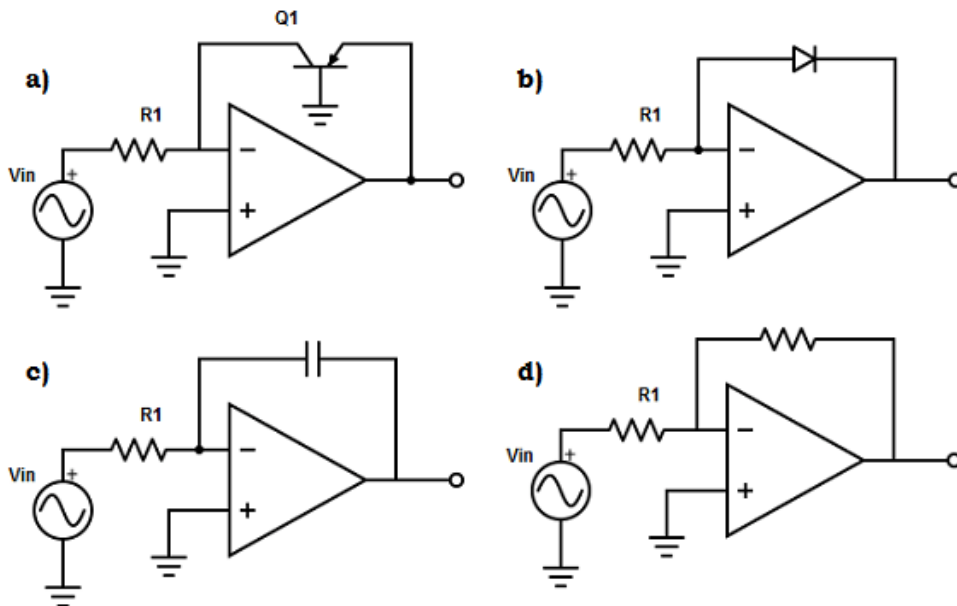 Q1
a)
R1
Vin
+
−
+
b)
R1
Vin
+
−
+
c)
R1
Vin
+
−
+
d)
R1
Vin
+
−
+